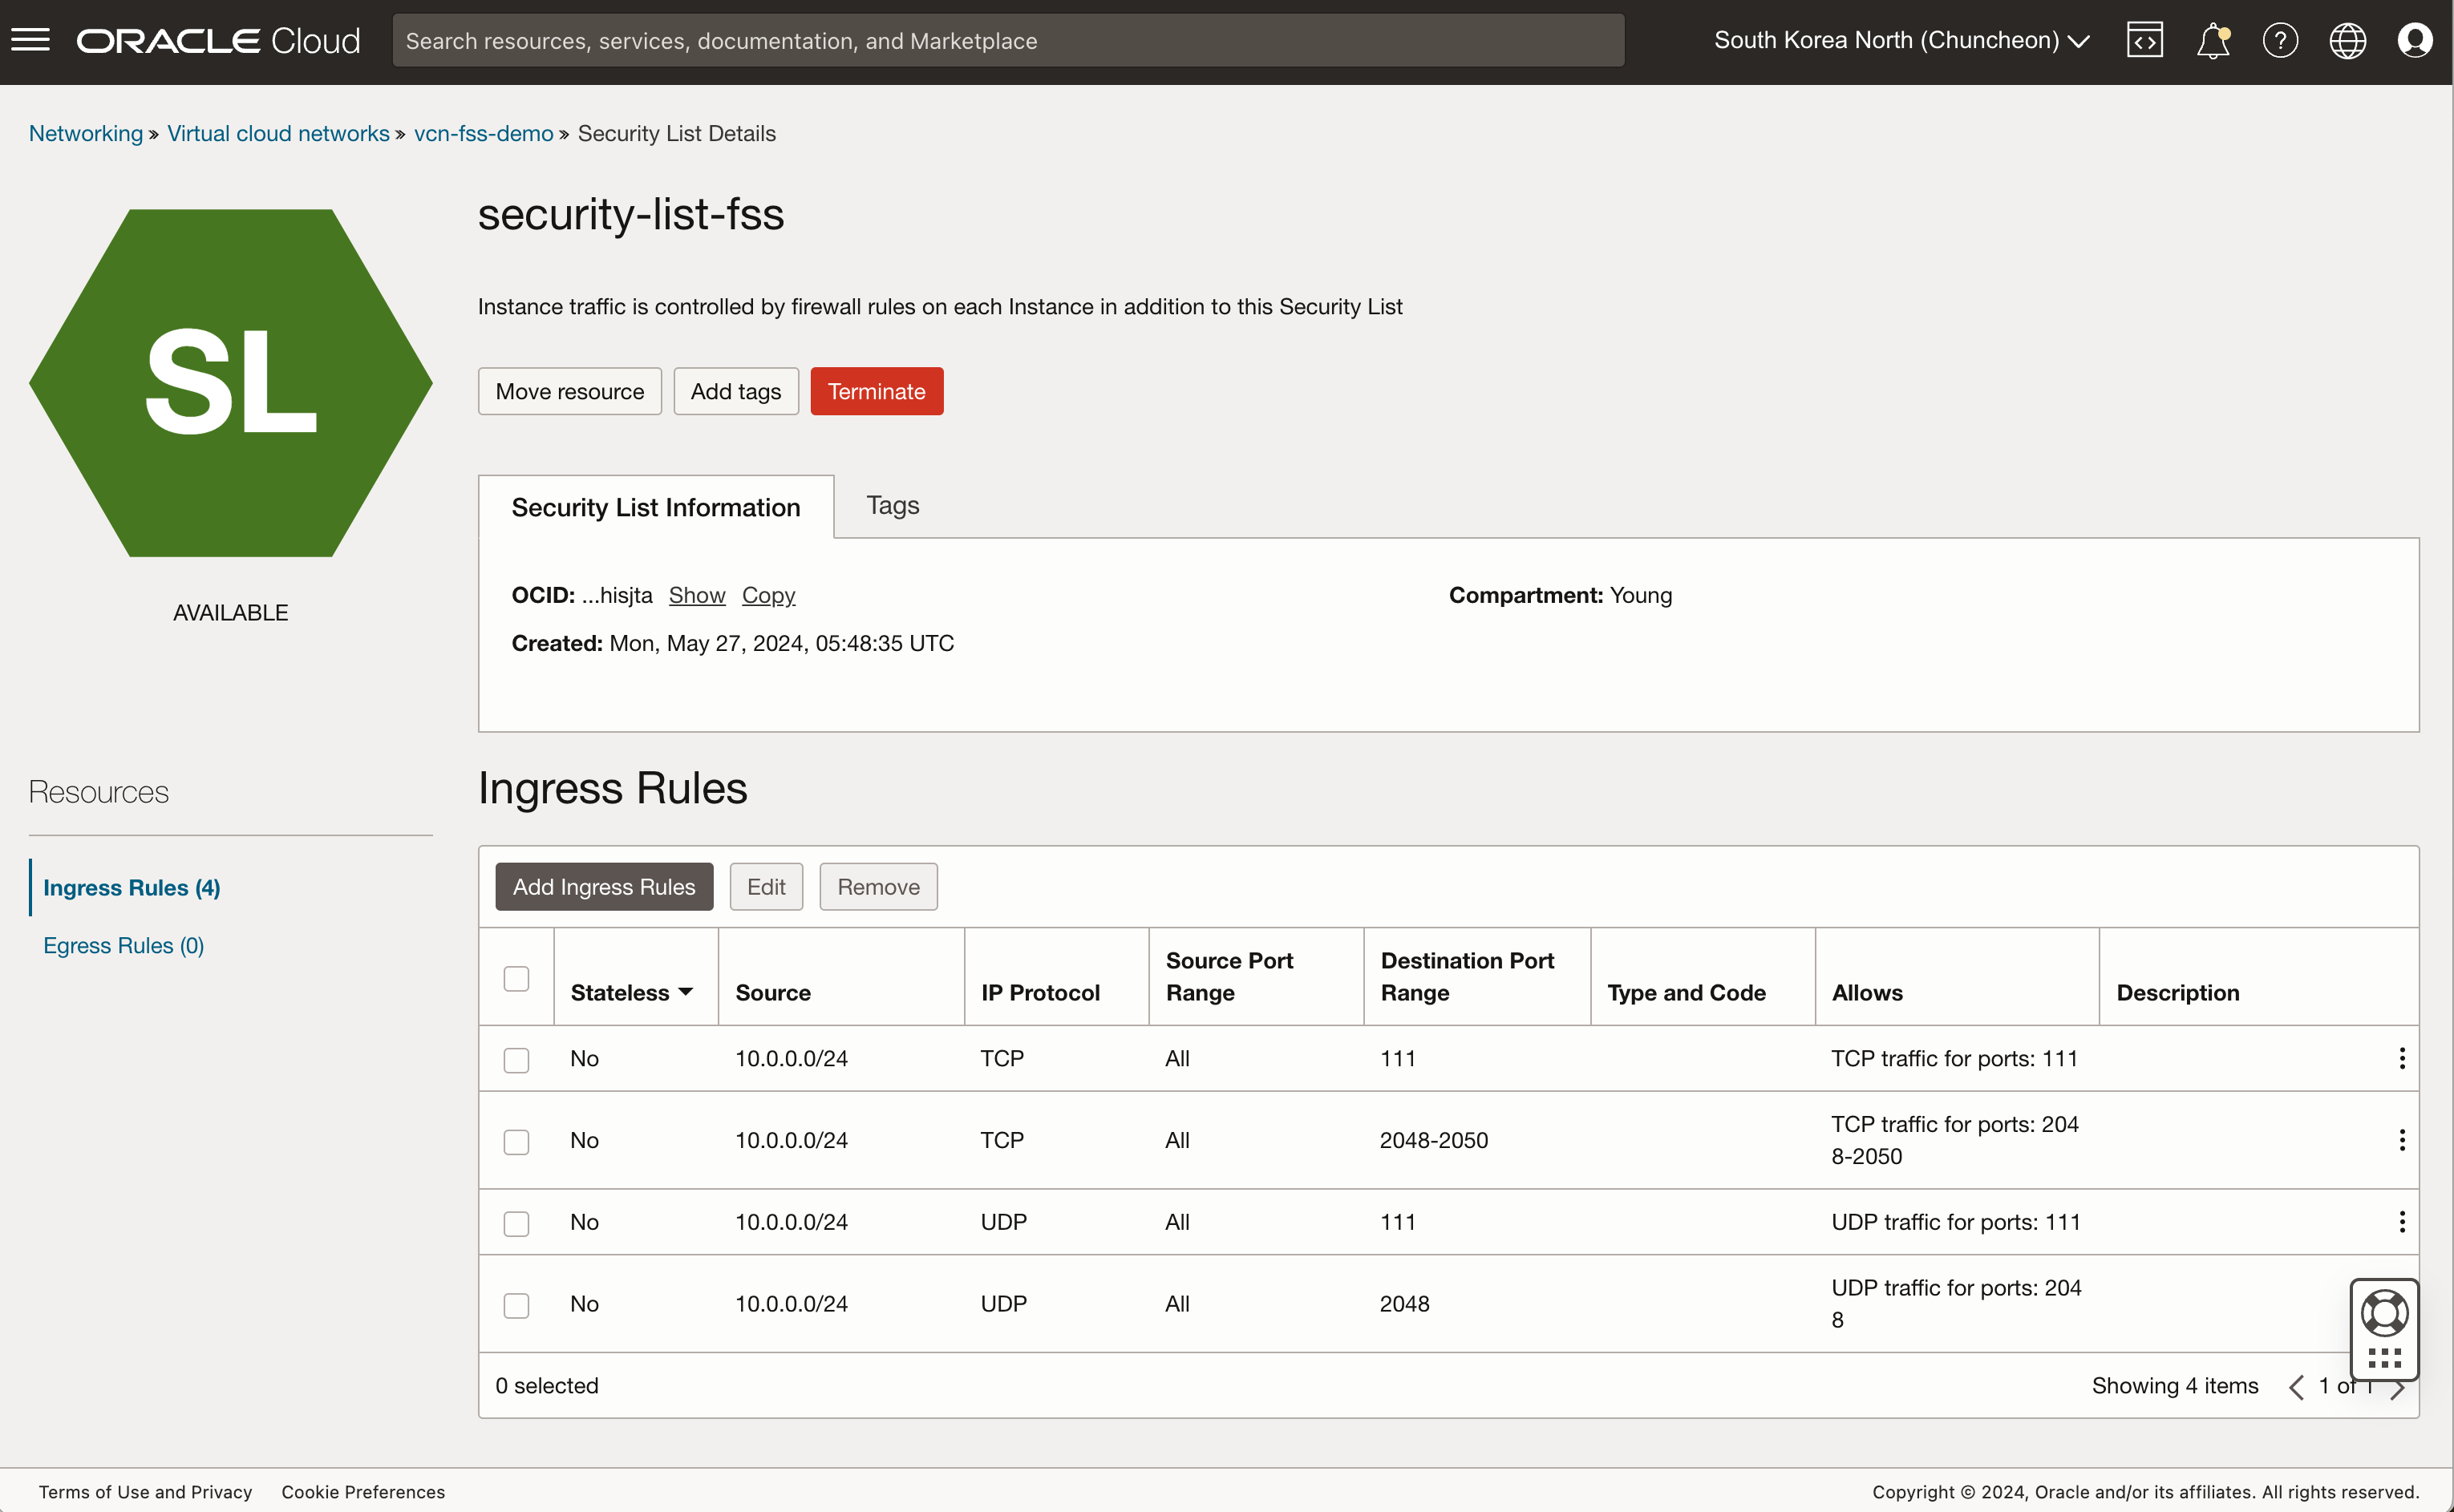 ORACLE Cloud
Search resources, services, documentation, and Marketplace
South Korea North (Chuncheon)
Networking » Virtual cloud networks » vcn-fss-demo » Security List Details
SL
AVAILABLE
security-list-fss
Instance traffic is controlled by firewall rules on each Instance in addition to this Security List
Move resource Add tags Terminate
Security List Information Tags
OCID: ...hisjta Show Copy
Compartment: Young
Created: Mon, May 27, 2024, 05:48:35 UTC
Resources
Ingress Rules (4)
Egress Rules (0)
Ingress Rules
Add Ingress Rules Edit Remove
Stateless Source IP Protocol Source Port Range Destination Port Range Type and Code Allows Description
No 10.0.0.0/24 TCP All 111 TCP traffic for ports: 111
No 10.0.0.0/24 TCP All 2048-2050 TCP traffic for ports: 204
8-2050
No 10.0.0.0/24 UDP All 111 UDP traffic for ports: 111
No 10.0.0.0/24 UDP All 2048 UDP traffic for ports: 204
8
0 selected
Showing 4 items 1 of 1
Terms of Use and Privacy Cookie Preferences
Copyright © 2024, Oracle and/or its affiliates. All rights reserved.